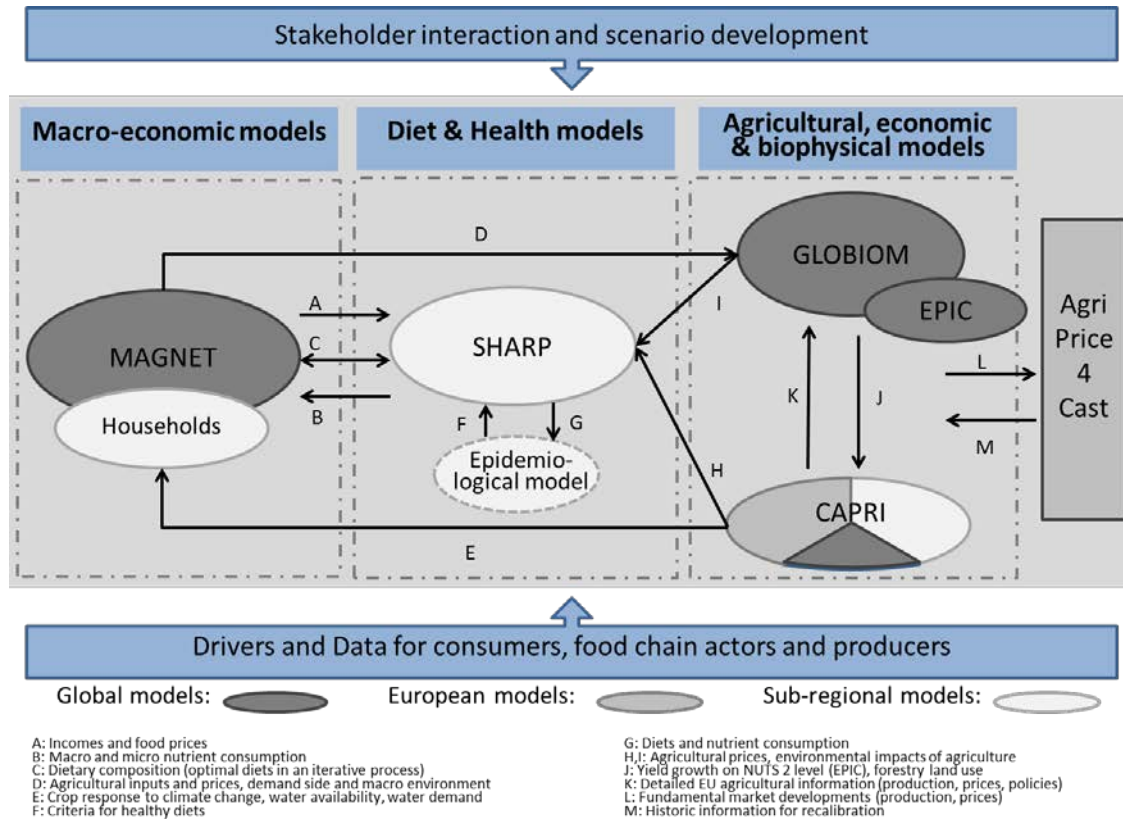 Stakeholder interaction and scenario development
Macro-economic models
Diet & Health models
Agricultural, economic
& biophysical models
D
GLOBIOM
I
EPIC
A
MAGNET
C
SHARP
Agri
Price
4
Cast
L
K
J
B
Households
F
G
M
Epidemio-
logical model
H
CAPRI
E
Drivers and Data for consumers, food chain actors and producers
Global models:
European models:
Sub-regional models:
A: Incomes and food prices
B: Macro and micro nutrient consumption
C: Dietary composition (optimal diets in an iterative process)
D: Agricultural inputs and prices, demand side and macro environment
E: Crop response to climate change, water availability, water demand
F: Criteria for healthy diets
G: Diets and nutrient consumption
H,I: Agricultural prices, environmental impacts of agriculture
J: Yield growth on NUTS 2 level (EPIC), forestry land use
K: Detailed EU agricultural information (production, prices, policies)
L: Fundamental market developments (production, prices)
M: Historic information for recalibration